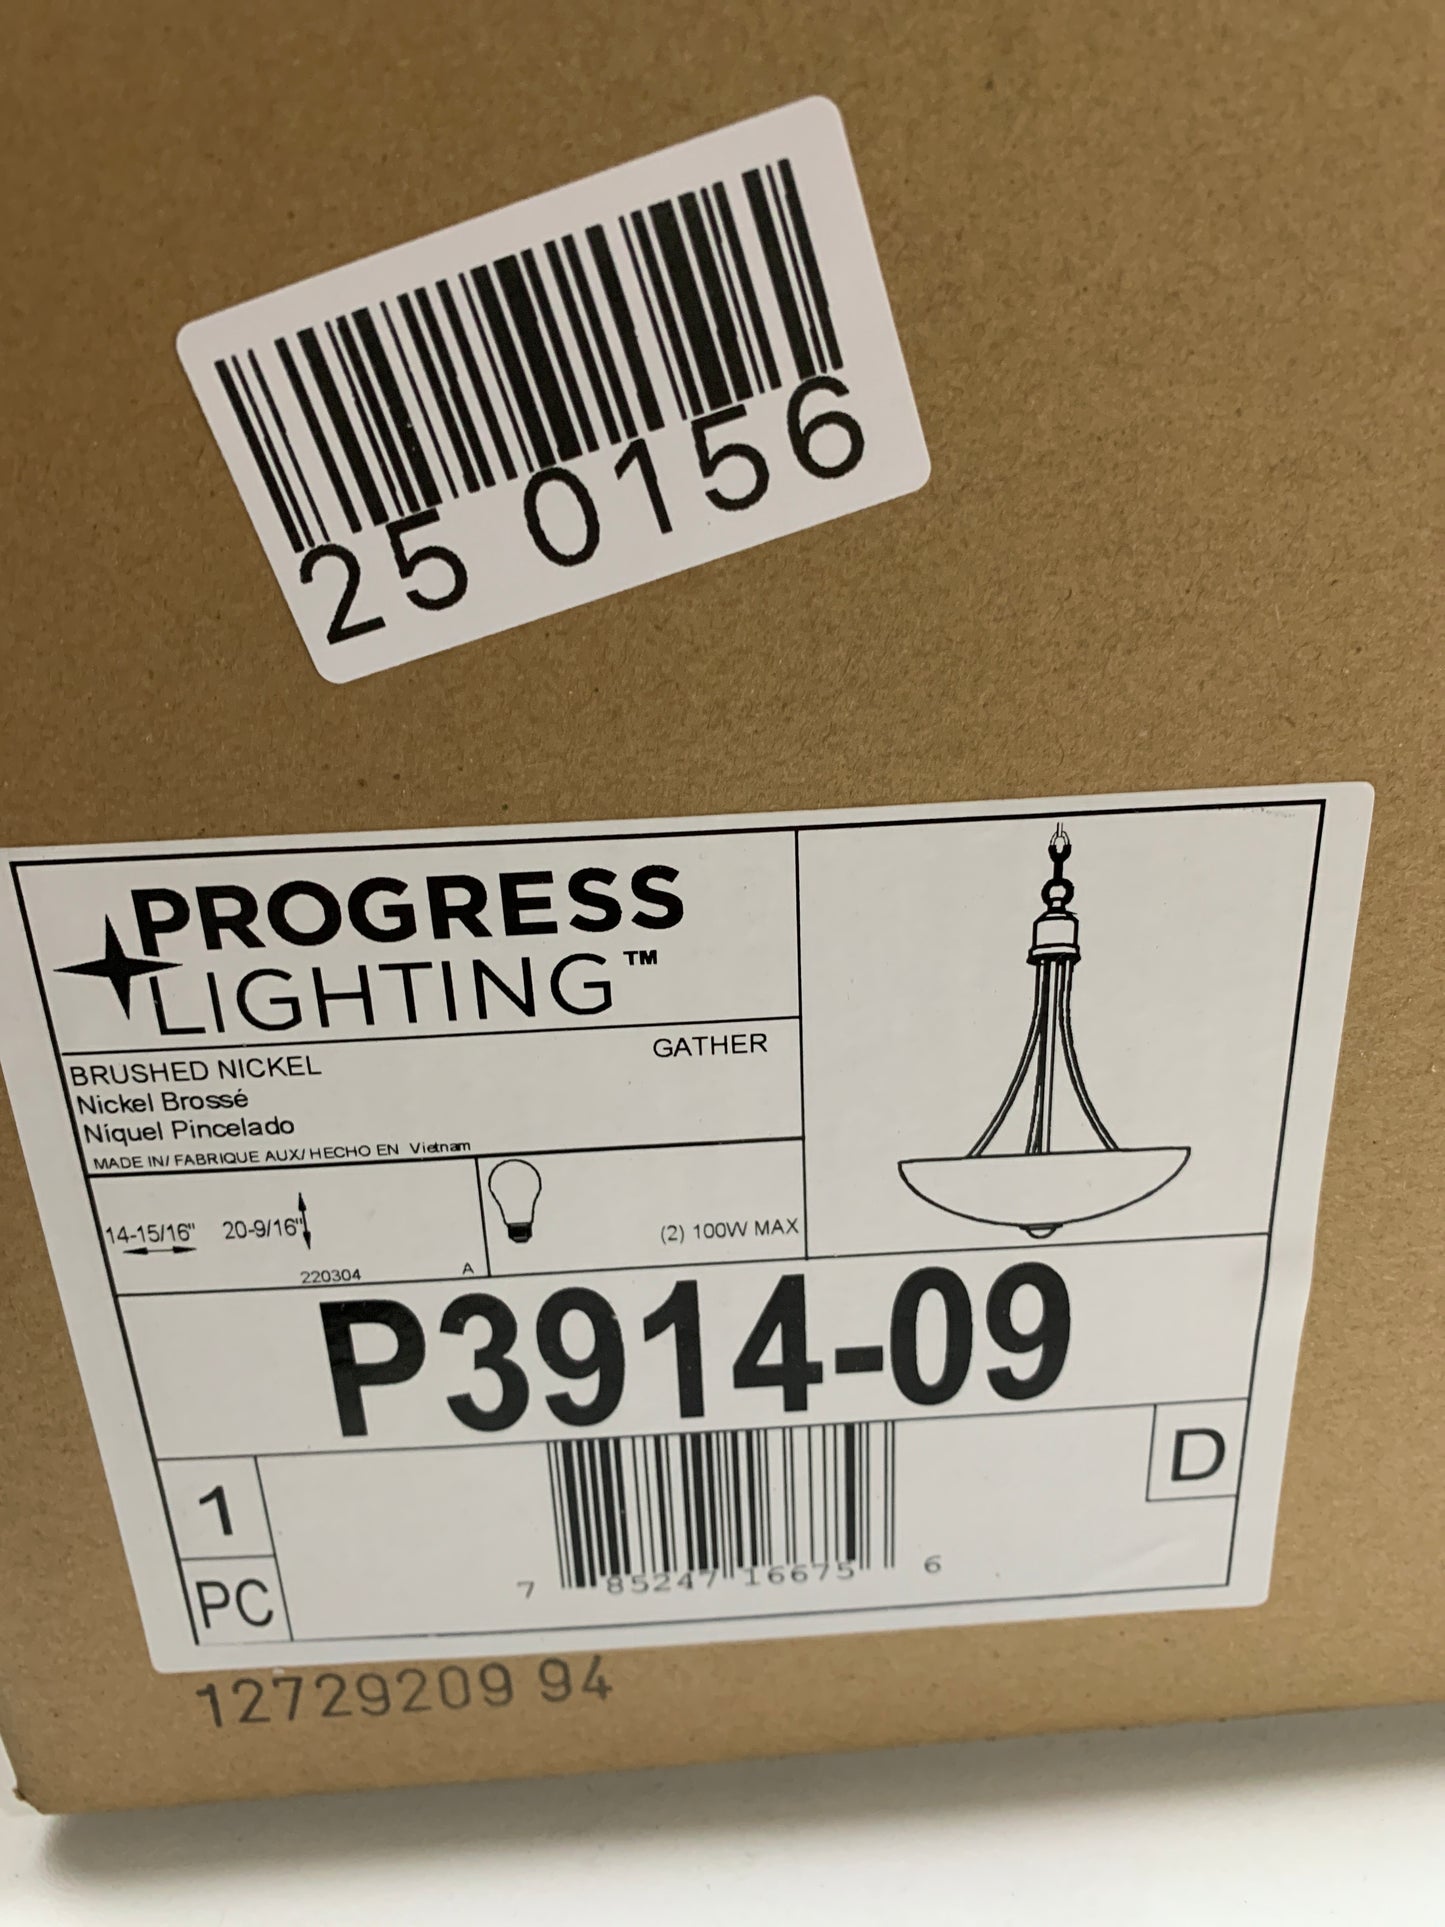 25 0156
PROGRESS
LIGHTING™
BRUSHED NICKEL GATHER
Nickel Brossé
Níquel Pincelado
MADE IN/ FABRIQUE AUX/ HECHO EN Vietnam
14-15/16" 20-9/16" (2) 100W MAX
220304 A
P3914-09
1 D
PC
7 85247 16675 6
12729209 94